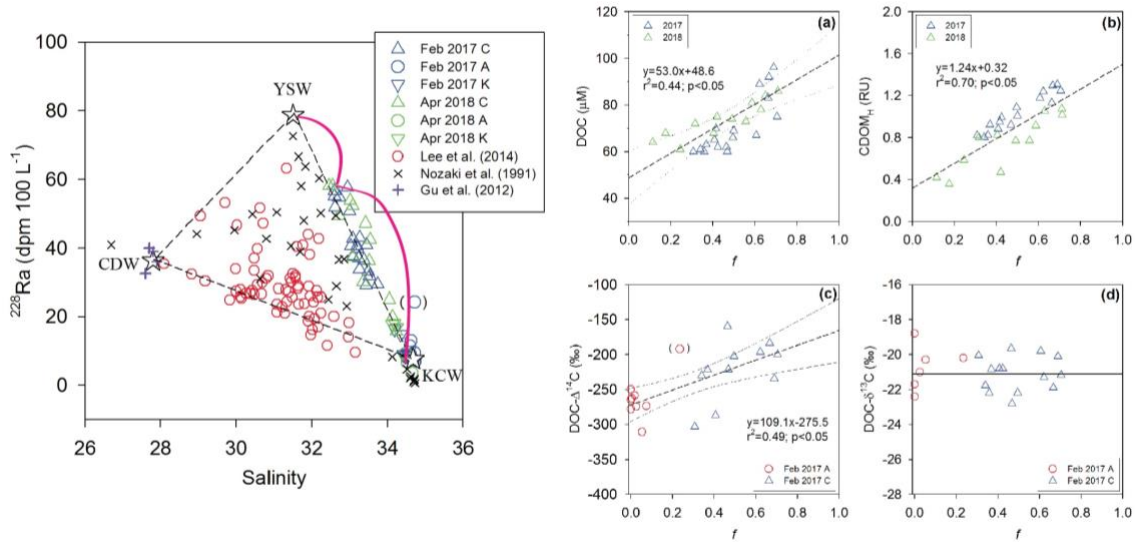 100
80
60
40
20
0
26
28
30
32
34
36
²²⁸Ra (dpm 100 L⁻¹)
Salinity
YSW
CDW
KCW
( )
Feb 2017 C
Feb 2017 A
Feb 2017 K
Apr 2018 C
Apr 2018 A
Apr 2018 K
Lee et al. (2014)
Nozaki et al. (1991)
Gu et al. (2012)
(a)
2017
2018
y=53.0x+48.6
r²=0.44; p<0.05
DOC (μM)
120
100
80
60
40
20
0.0 0.2 0.4 0.6 0.8 1.0
f
(b)
2017
2018
y=1.24x+0.32
r²=0.70; p<0.05
CDOM_H (RU)
2.0
1.6
1.2
0.8
0.4
0.0
0.0 0.2 0.4 0.6 0.8 1.0
f
(c)
( )
y=109.1x-275.5
r²=0.49; p<0.05
Feb 2017 A
Feb 2017 C
DOC-Δ¹⁴C (‰)
-100
-150
-200
-250
-300
-350
-400
0.0 0.2 0.4 0.6 0.8 1.0
f
(d)
Feb 2017 A
Feb 2017 C
DOC-δ¹³C (‰)
-14
-16
-18
-20
-22
-24
-26
-28
0.0 0.2 0.4 0.6 0.8 1.0
f